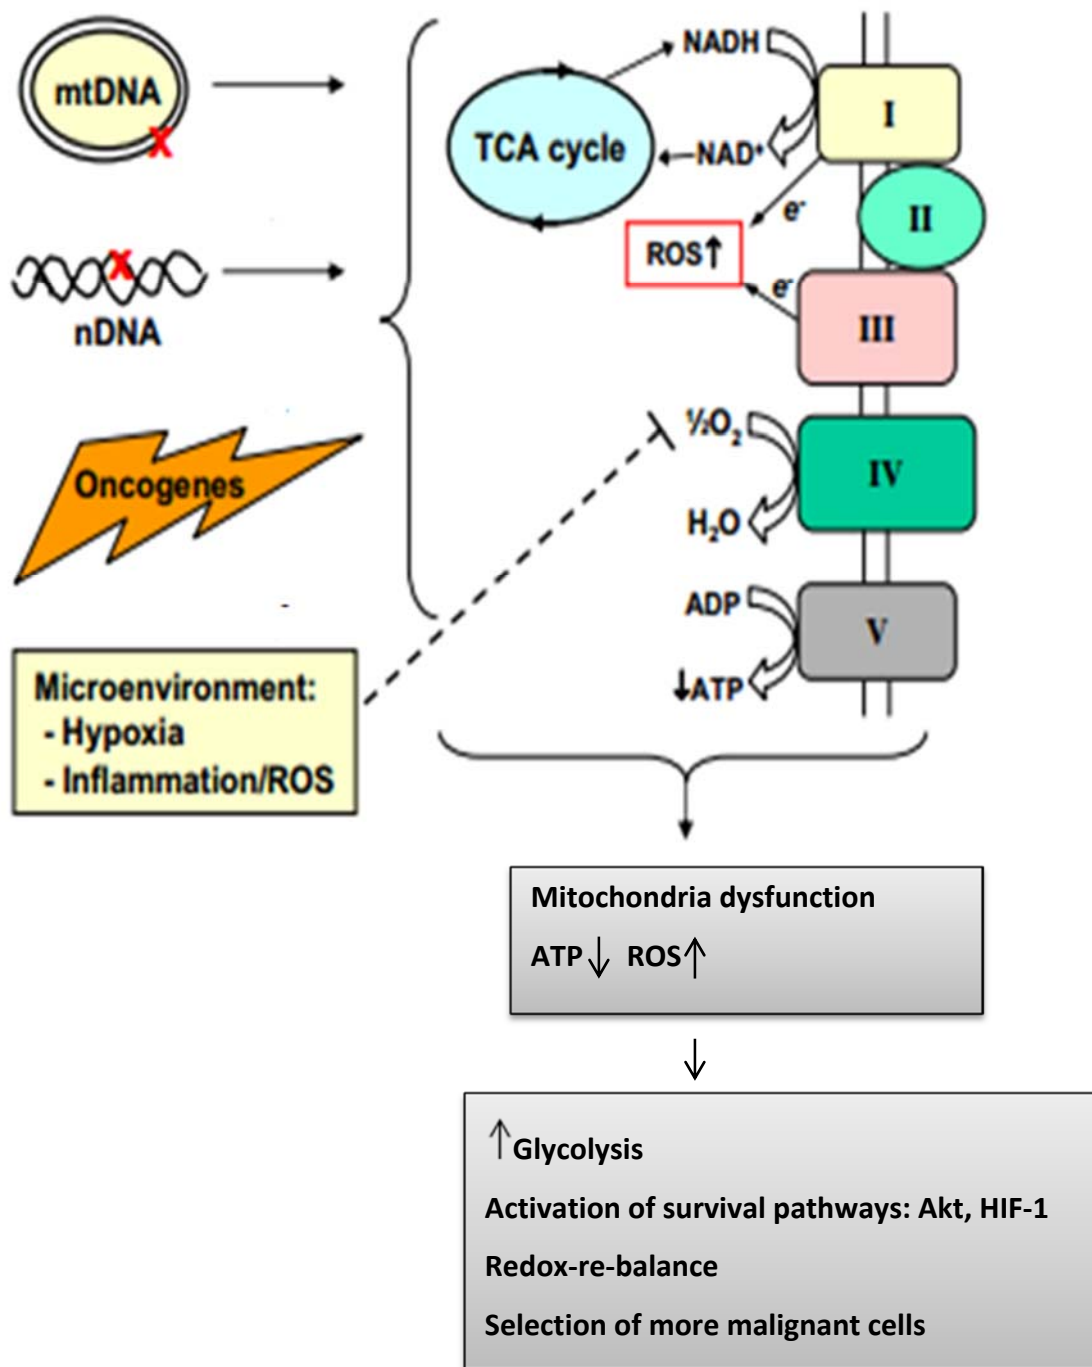 mtDNA
X
X
nDNA
Oncogenes
Microenvironment:
- Hypoxia
- Inflammation/ROS
NADH
TCA cycle
NAD⁺
I
e⁻
II
ROS↑
e⁻
III
½O₂
IV
H₂O
ADP
V
↓ATP
Mitochondria dysfunction
ATP↓ ROS↑
↑Glycolysis
Activation of survival pathways: Akt, HIF-1
Redox-re-balance
Selection of more malignant cells